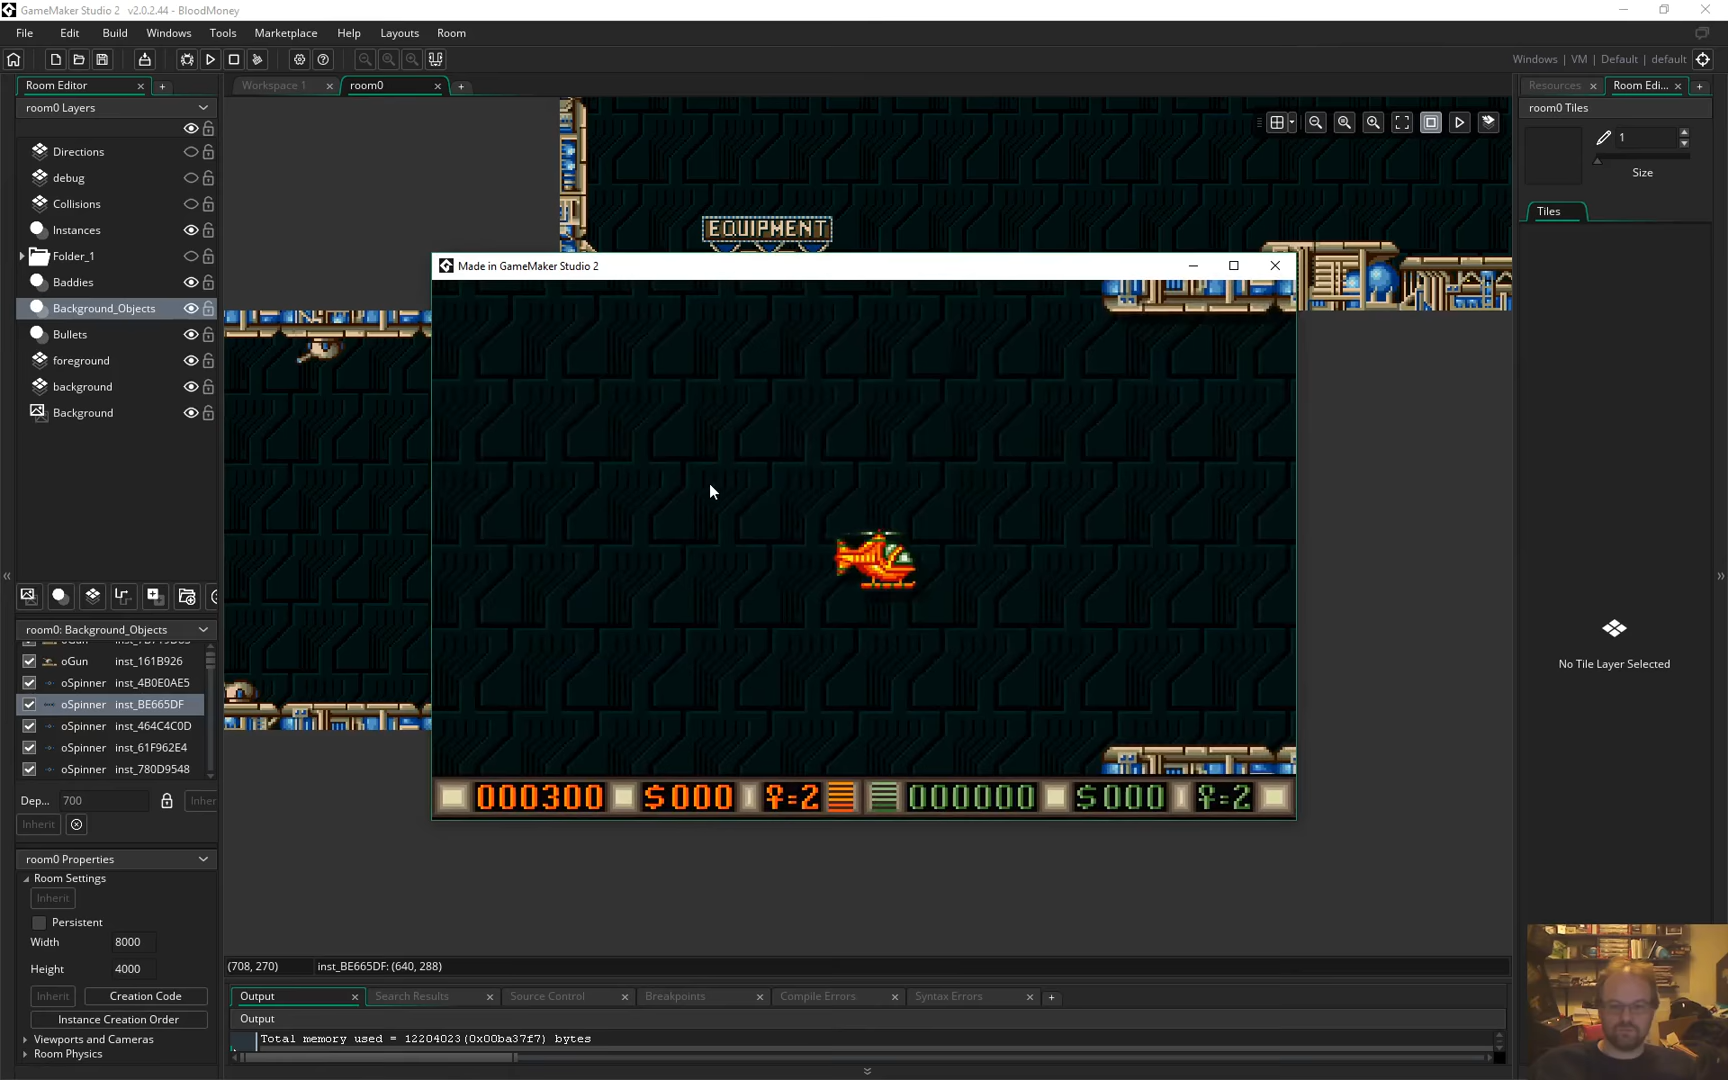 GameMaker Studio 2 v2.0.2.44 - BloodMoney
File Edit Build Windows Tools Marketplace Help Layouts Room
Windows | VM | Default | default
Room Editor
Workspace 1
room0
Resources
Room Edi...
room0 Layers
Directions
debug
Collisions
Instances
Folder_1
Baddies
Background_Objects
Bullets
foreground
background
Background
room0 Tiles
1
Size
Tiles
No Tile Layer Selected
EQUIPMENT
Made in GameMaker Studio 2
000300 $000 =2 000000 $000 =2
room0: Background_Objects
oGun inst_161B926
oSpinner inst_4B0E0AE5
oSpinner inst_BE665DF
oSpinner inst_464C4C0D
oSpinner inst_61F962E4
oSpinner inst_780D9548
Dep... 700
Inher
Inherit
room0 Properties
Room Settings
Inherit
Persistent
Width 8000
Height 4000
Inherit
Creation Code
Instance Creation Order
Viewports and Cameras
Room Physics
(708, 270) inst_BE665DF: (640, 288)
Output
Search Results
Source Control
Breakpoints
Compile Errors
Syntax Errors
Output
Total memory used = 12204023(0x00ba37f7) bytes